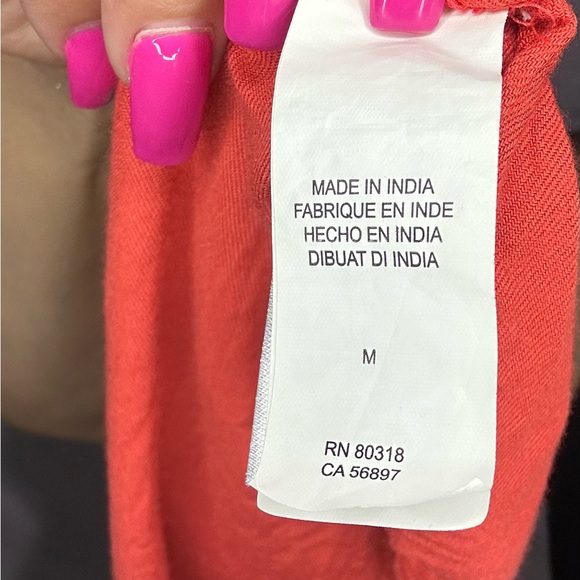 MADE IN INDIA
FABRIQUE EN INDE
HECHO EN INDIA
DIBUAT DI INDIA
M
RN 80318
CA 56897